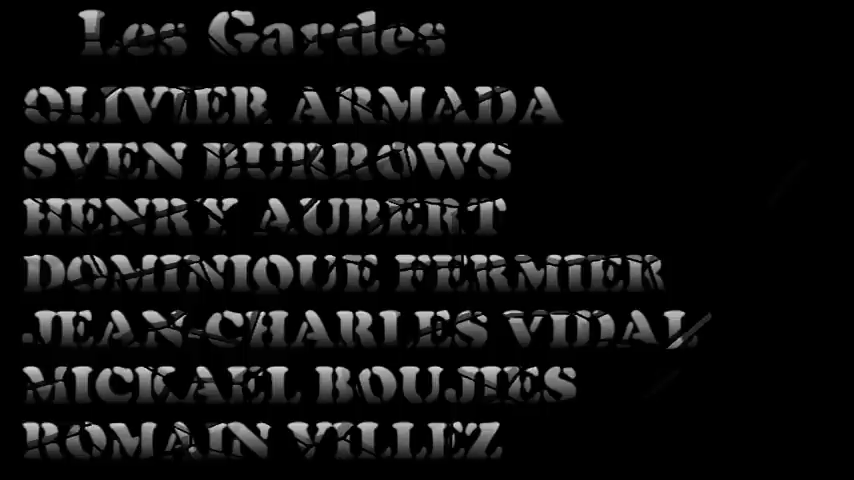 Les Gardes
OLIVIER ARMADA
SVEN BURROWS
HENRY AUBERT
DOMINIQUE FERMIER
JEAN-CHARLES VIDAL
MICKAEL BOUJIES
ROMAIN VILLEZ